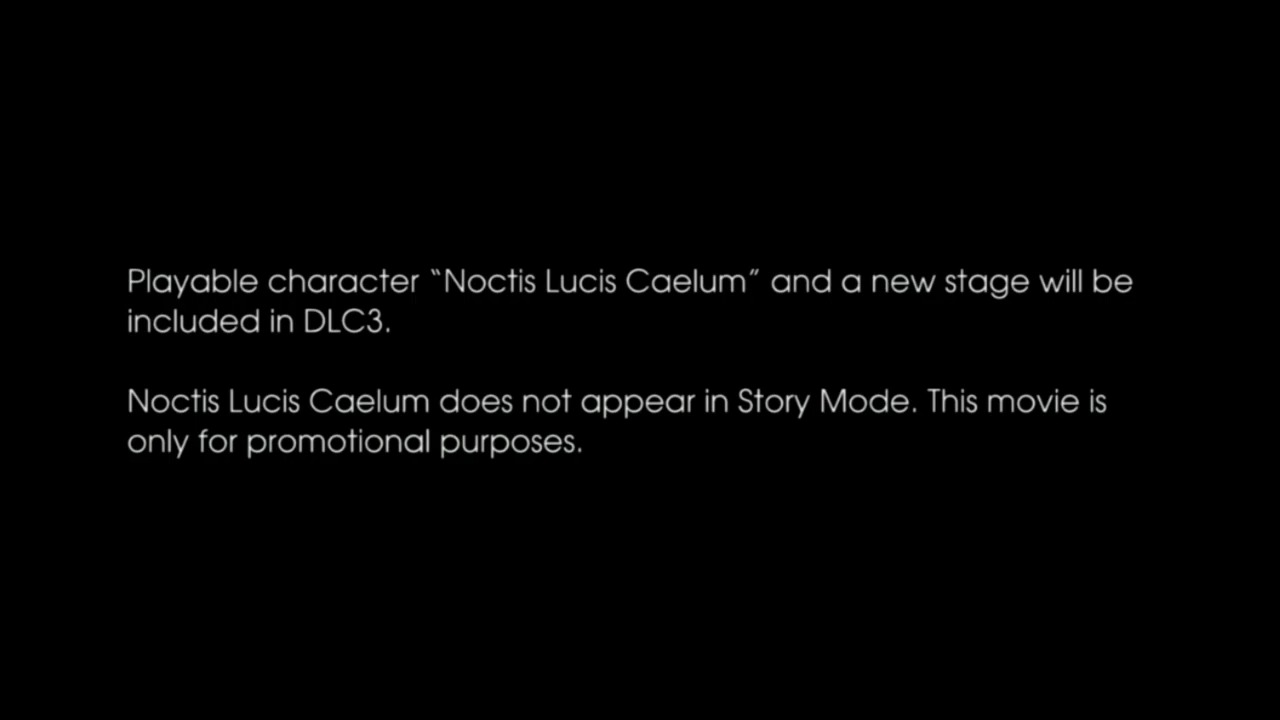 Playable character “Noctis Lucis Caelum” and a new stage will be
included in DLC3.
Noctis Lucis Caelum does not appear in Story Mode. This movie is
only for promotional purposes.